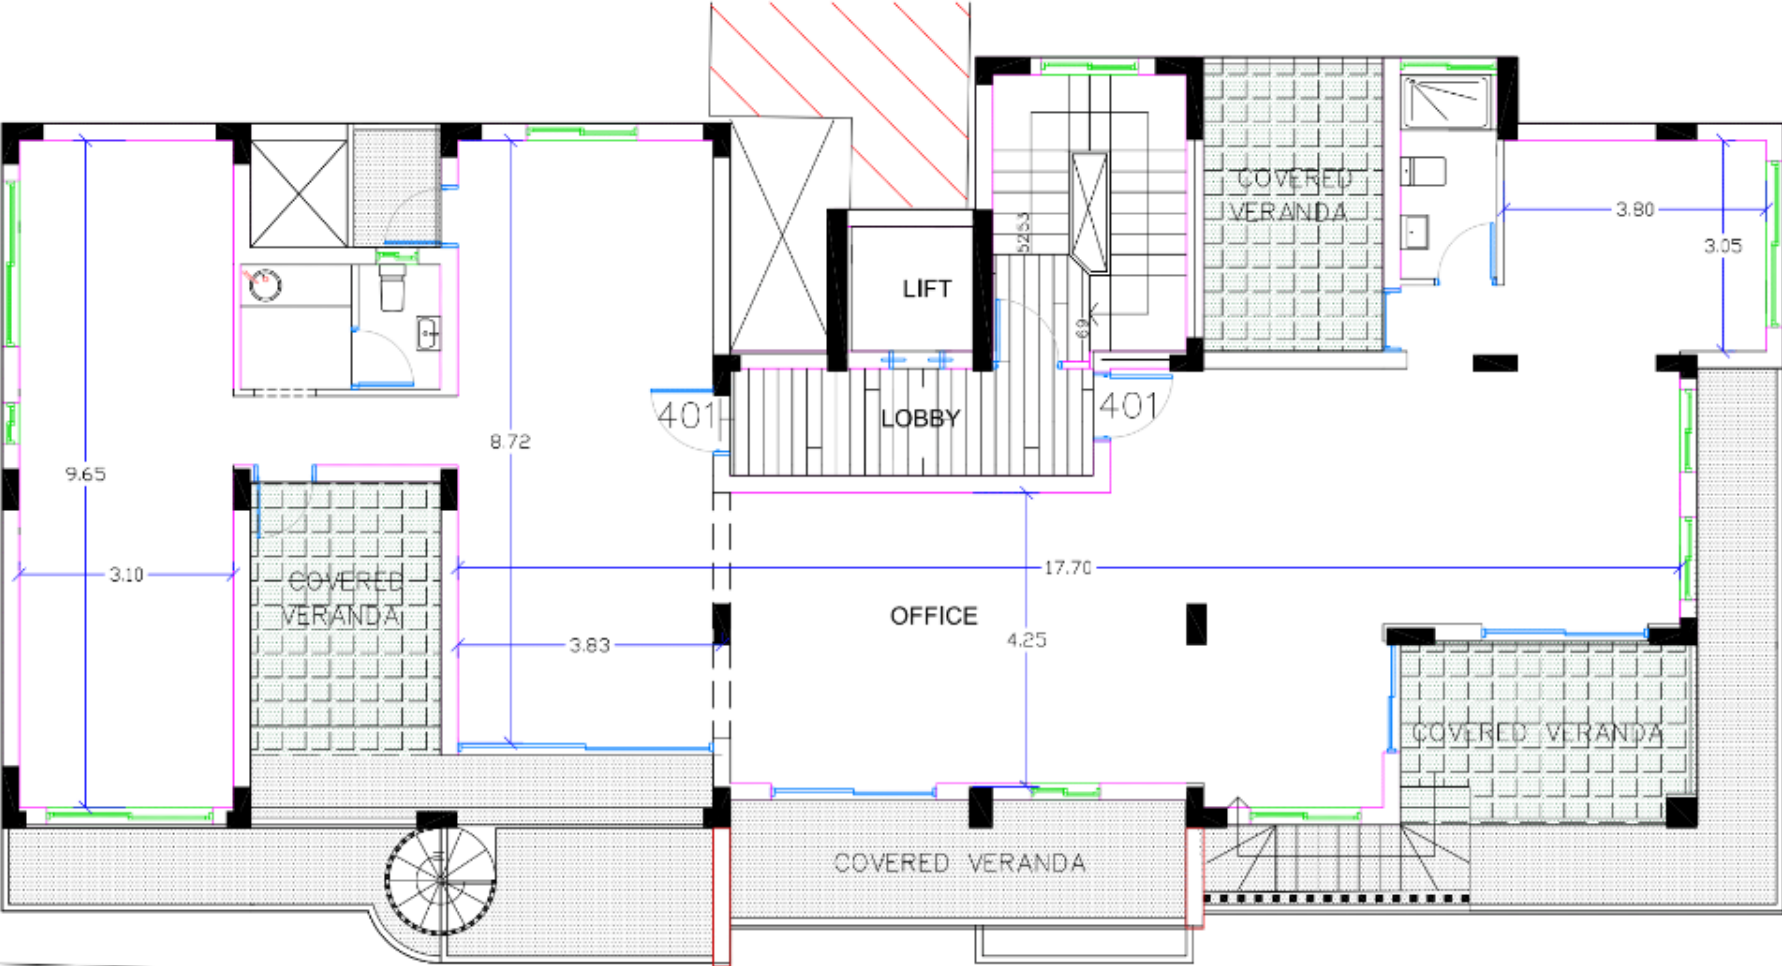 COVERED
VERANDA
3.80
3.05
5253
LIFT
69
401
LOBBY
401
8.72
9.65
3.10
COVERED
VERANDA
17.70
OFFICE
3.83
4.25
COVERED VERANDA
COVERED VERANDA